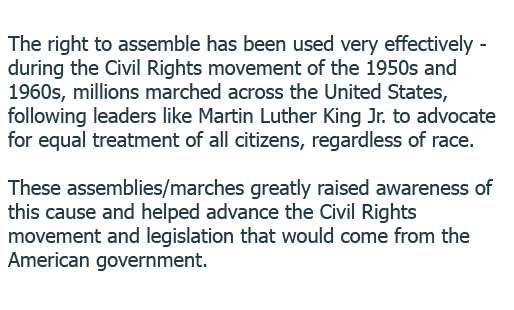 The right to assemble has been used very effectively -
during the Civil Rights movement of the 1950s and
1960s, millions marched across the United States,
following leaders like Martin Luther King Jr. to advocate
for equal treatment of all citizens, regardless of race.
These assemblies/marches greatly raised awareness of
this cause and helped advance the Civil Rights
movement and legislation that would come from the
American government.